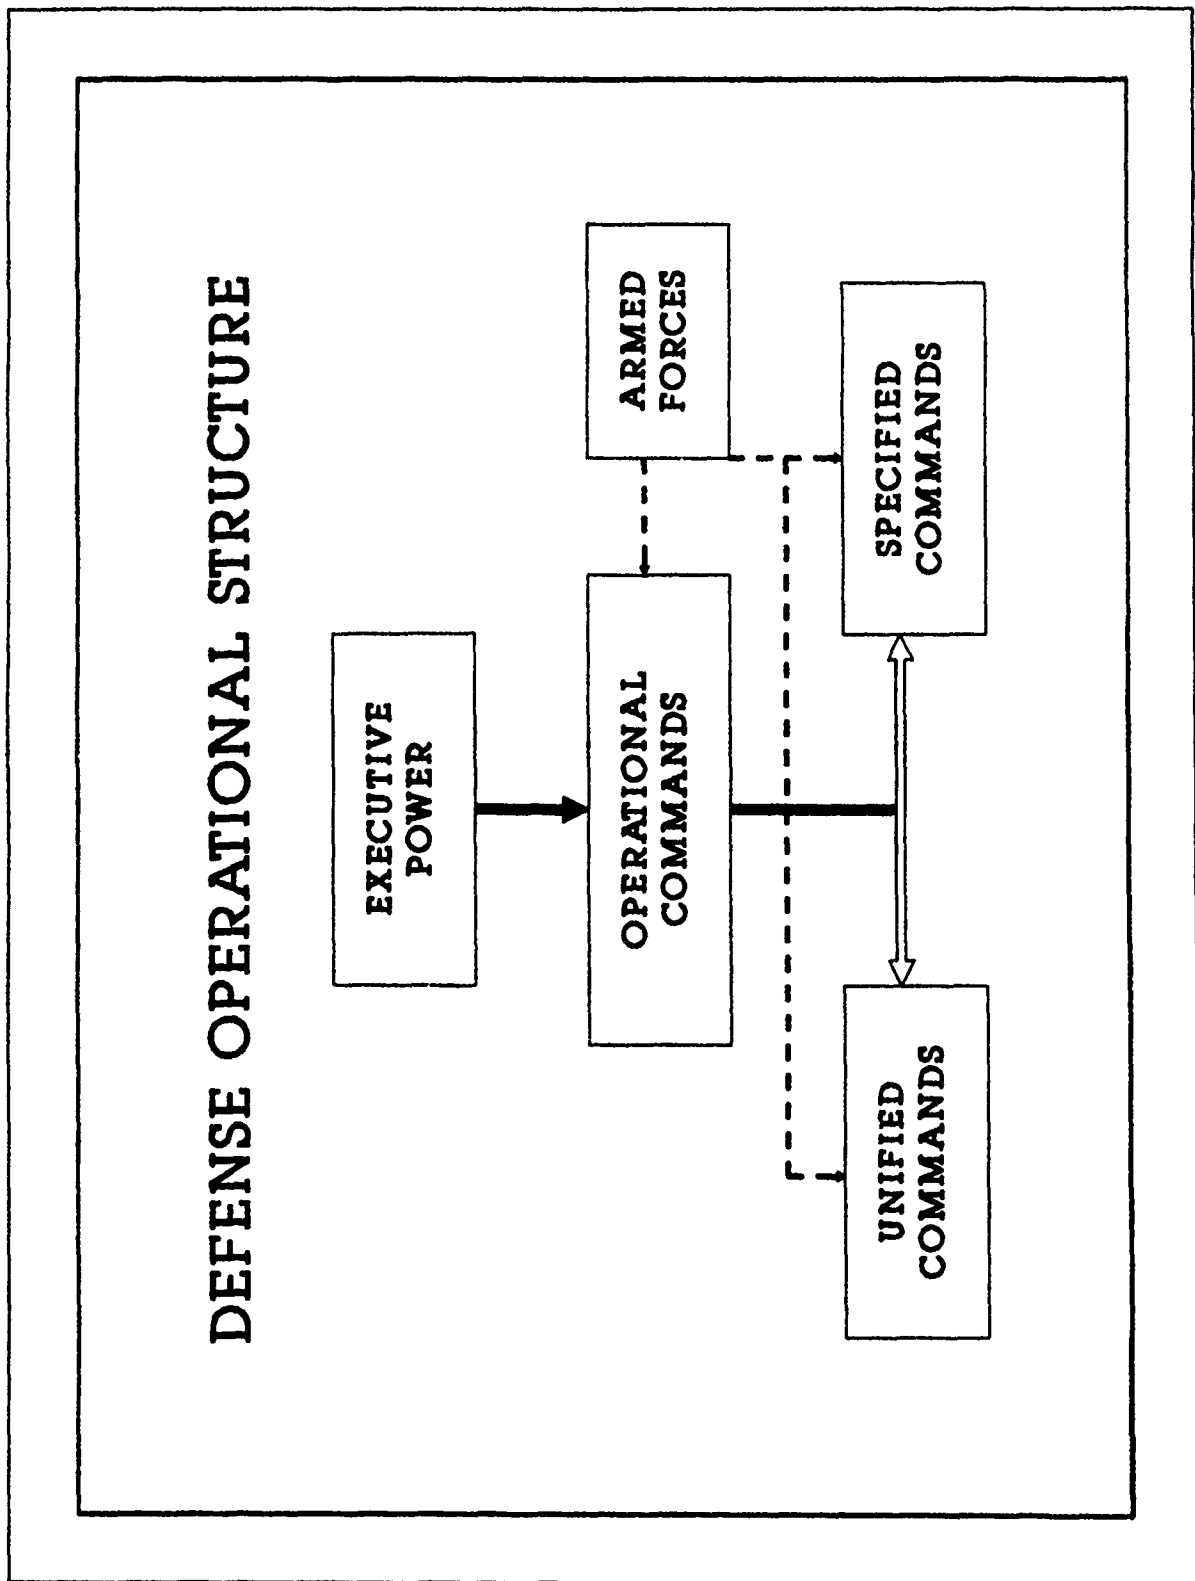 DEFENSE OPERATIONAL STRUCTURE
EXECUTIVE
POWER
OPERATIONAL
COMMANDS
ARMED
FORCES
UNIFIED
COMMANDS
SPECIFIED
COMMANDS